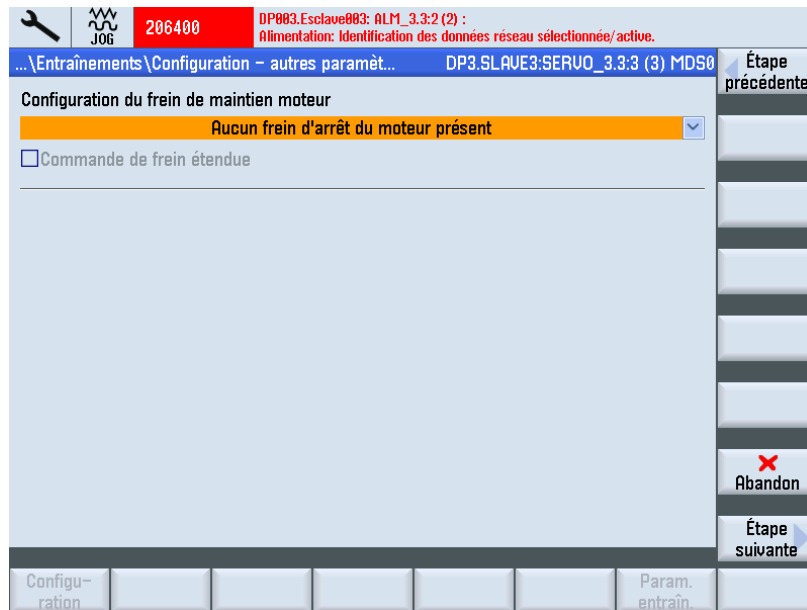 JOG
206400
DP003.Esclave003: ALM_3.3:2 (2) :
Alimentation: Identification des données réseau sélectionnée/active.
...\Entraînements\Configuration – autres paramèt...
DP3.SLAVE3:SERVO_3.3:3 (3) MDS0
Étape
précédente
Configuration du frein de maintien moteur
Aucun frein d'arrêt du moteur présent
Commande de frein étendue
Abandon
Étape
suivante
Configu-
ration
Param.
entraîn.